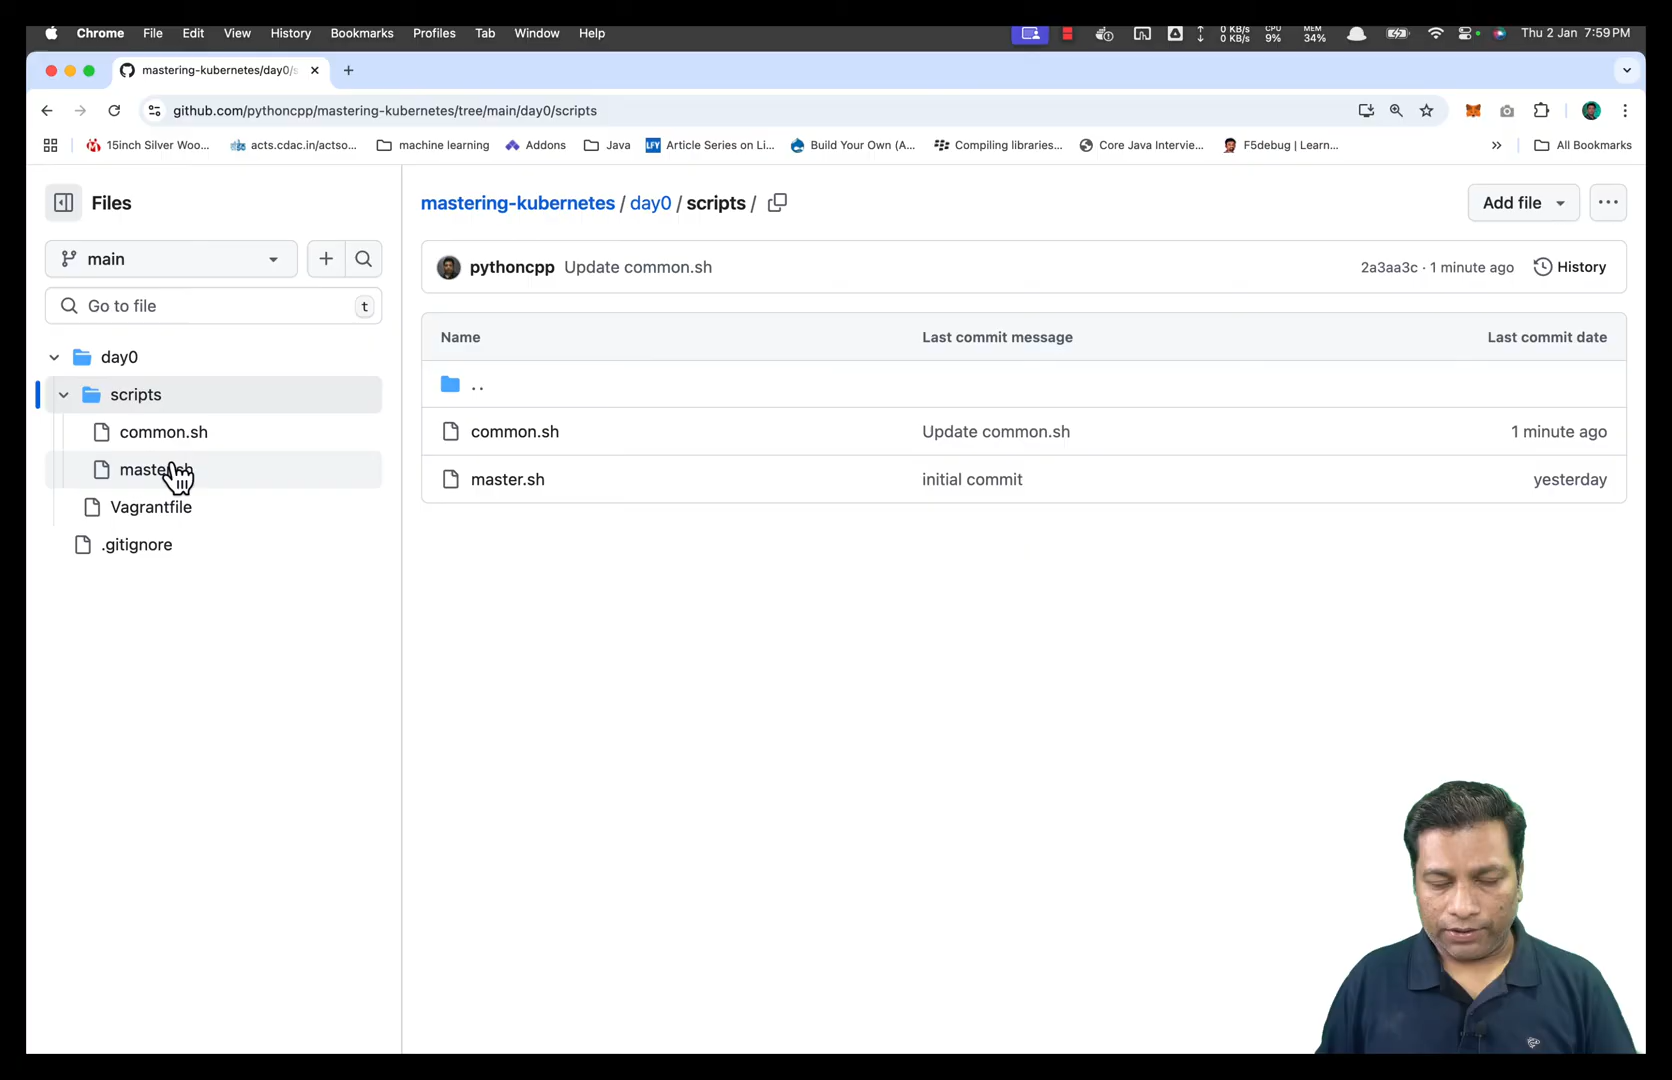 Chrome File Edit View History Bookmarks Profiles Tab Window Help 0 KB/s 0 KB/s CPU 9% MEM 34% Thu 2 Jan 7:59 PM
mastering-kubernetes/day0/s
github.com/pythoncpp/mastering-kubernetes/tree/main/day0/scripts
15inch Silver Woo... acts.cdac.in/actso... machine learning Addons Java LFY Article Series on Li... Build Your Own (A... Compiling libraries... Core Java Intervie... F5debug | Learn... » All Bookmarks
Files
mastering-kubernetes / day0 / scripts /
Add file
main
pythoncpp Update common.sh
2a3aa3c · 1 minute ago History
Go to file t
Name Last commit message Last commit date
day0
scripts
common.sh
master.sh
Vagrantfile
.gitignore
..
common.sh Update common.sh 1 minute ago
master.sh initial commit yesterday